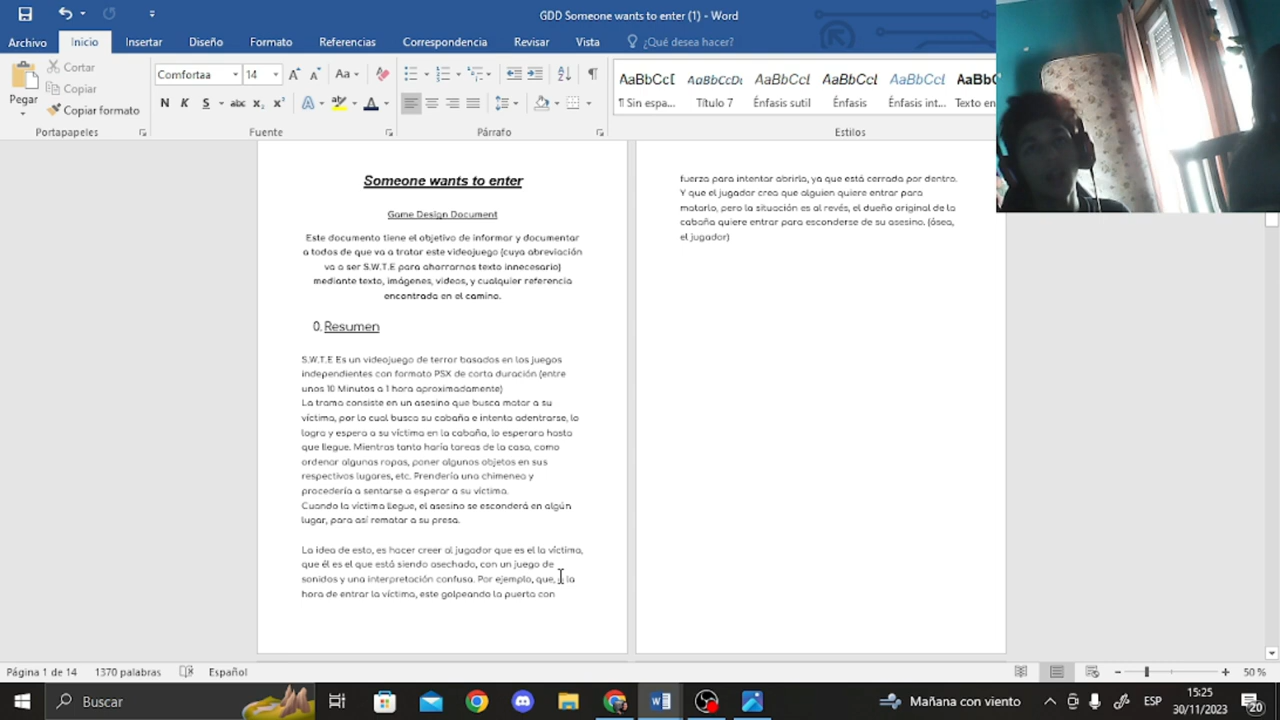 GDD Someone wants to enter (1) - Word
Archivo Inicio Insertar Diseño Formato Referencias Correspondencia Revisar Vista ¿Qué desea hacer?
Cortar
Copiar
Copiar formato
Pegar
Comfortaa 14 Aa
N K S abc x₂ x² A A
AaBbCcD AaBbCcDc AaBbCcl AaBbCcl AaBbCcl AaBb
¶ Sin espa... Título 7 Énfasis sutil Énfasis Énfasis int... Texto en
Portapapeles Fuente Párrafo Estilos
Someone wants to enter
Game Design Document
Este documento tiene el objetivo de informar y documentar
a todos de que va a tratar este videojuego (cuya abreviación
va a ser S.W.T.E para ahorrarnos texto innecesario)
mediante texto, imágenes, videos, y cualquier referencia
encontrada en el camino.
0. Resumen
S.W.T.E Es un videojuego de terror basados en los juegos
independientes con formato PSX de corta duración (entre
unos 10 Minutos a 1 hora aproximadamente)
La trama consiste en un asesino que busca matar a su
víctima, por lo cual busca su cabaña e intenta adentrarse, lo
logra y espera a su víctima en la cabaña, lo esperara hasta
que llegue. Mientras tanto haría tareas de la casa, como
ordenar algunas ropas, poner algunos objetos en sus
respectivos lugares, etc. Prendería una chimenea y
procedería a sentarse a esperar a su víctima.
Cuando la víctima llegue, el asesino se esconderá en algún
lugar, para así rematar a su presa.
La idea de esto, es hacer creer al jugador que es el la víctima,
que él es el que está siendo asechado, con un juego de
sonidos y una interpretación confusa. Por ejemplo, que, a la
hora de entrar la víctima, este golpeando la puerta con
fuerza para intentar abrirla, ya que está cerrada por dentro.
Y que el jugador crea que alguien quiere entrar para
matarlo, pero la situación es al revés, el dueño original de la
cabaña quiere entrar para esconderse de su asesino. (ósea,
el jugador)
Página 1 de 14 1370 palabras Español 50 %
Buscar Mañana con viento ESP 15:25
30/11/2023 20